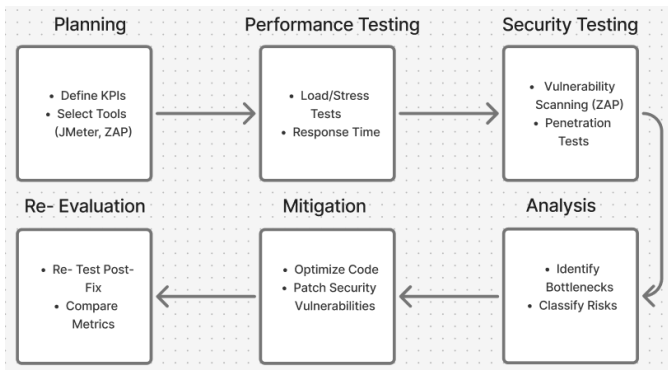 Planning
• Define KPIs
• Select Tools
(JMeter, ZAP)
Performance Testing
• Load/Stress
Tests
• Response Time
Security Testing
• Vulnerability
Scanning (ZAP)
• Penetration
Tests
Analysis
• Identify
Bottlenecks
• Classify Risks
Mitigation
• Optimize Code
• Patch Security
Vulnerabilities
Re- Evaluation
• Re- Test Post-
Fix
• Compare
Metrics